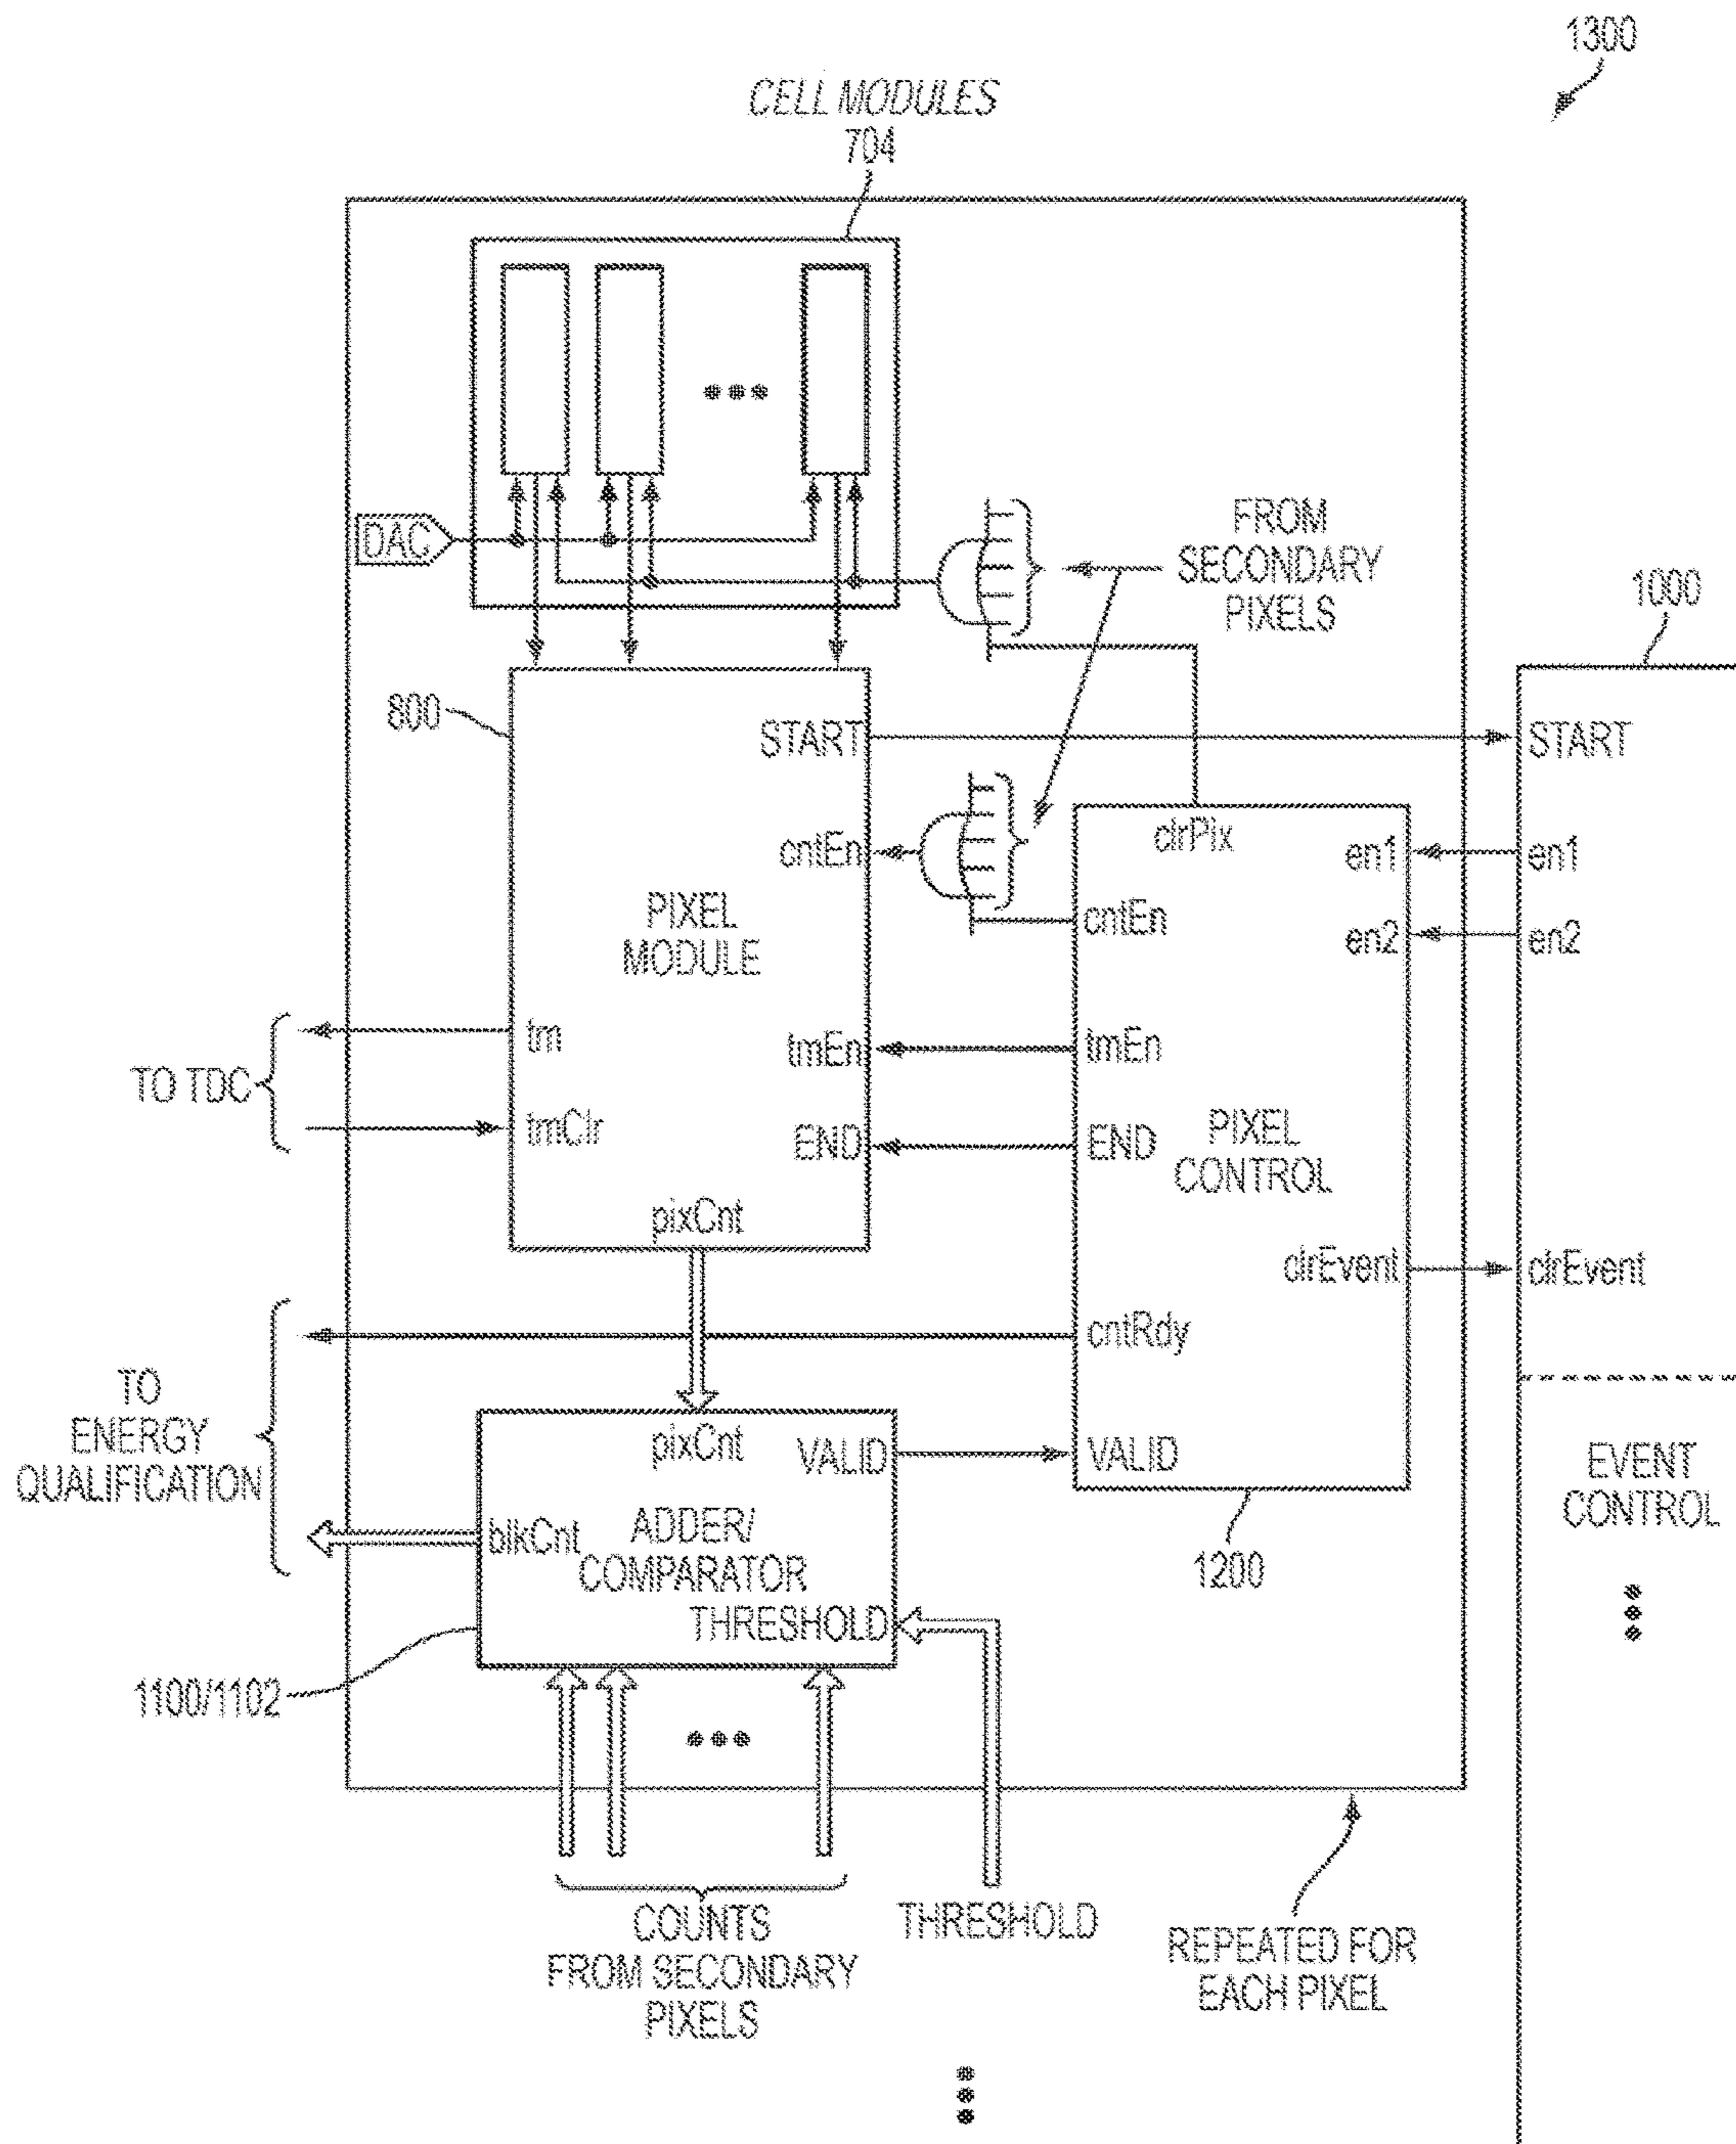 1300
CELL MODULES
704
DAC
FROM
SECONDARY
PIXELS
1000
800
START
START
cntEn
clrPix
en1
en1
PIXEL
MODULE
cntEn
en2
en2
tm
tmEn
tmEn
TO TDC
tmClr
END
END
PIXEL
CONTROL
pixCnt
clrEvent
clrEvent
cntRdy
TO
ENERGY
QUALIFICATION
pixCnt
VALID
VALID
EVENT
CONTROL
blkCnt
ADDER/
COMPARATOR
THRESHOLD
1200
1100/1102
COUNTS
FROM SECONDARY
PIXELS
THRESHOLD
REPEATED FOR
EACH PIXEL